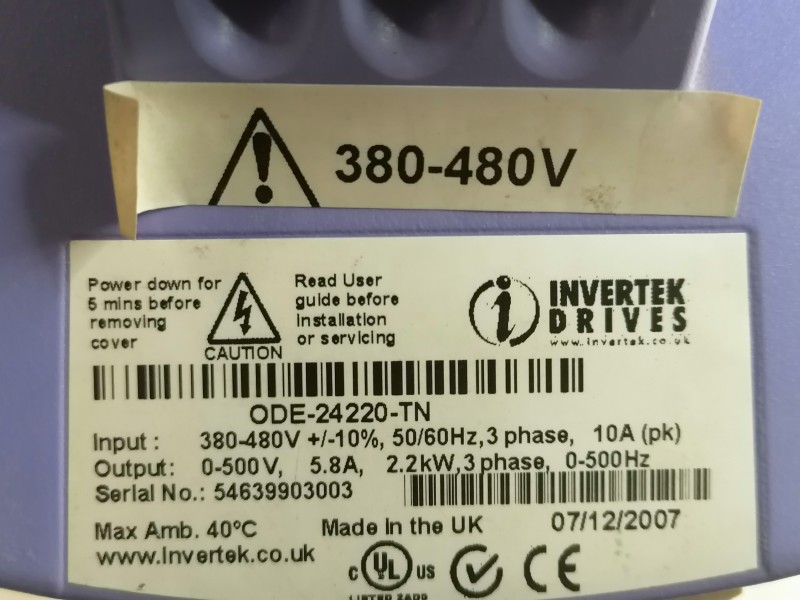 380-480V
Power down for
5 mins before
removing
cover
CAUTION
Read User
guide before
Installation
or servicing
INVERTEK
DRIVES
www.invertek.co.uk
ODE-24220-TN
Input : 380-480V +/-10%, 50/60Hz,3 phase, 10A (pk)
Output: 0-500V, 5.8A, 2.2kW,3 phase, 0-500Hz
Serial No.: 54639903003
Max Amb. 40°C Made in the UK 07/12/2007
www.invertek.co.uk
C UL US CE
LISTED